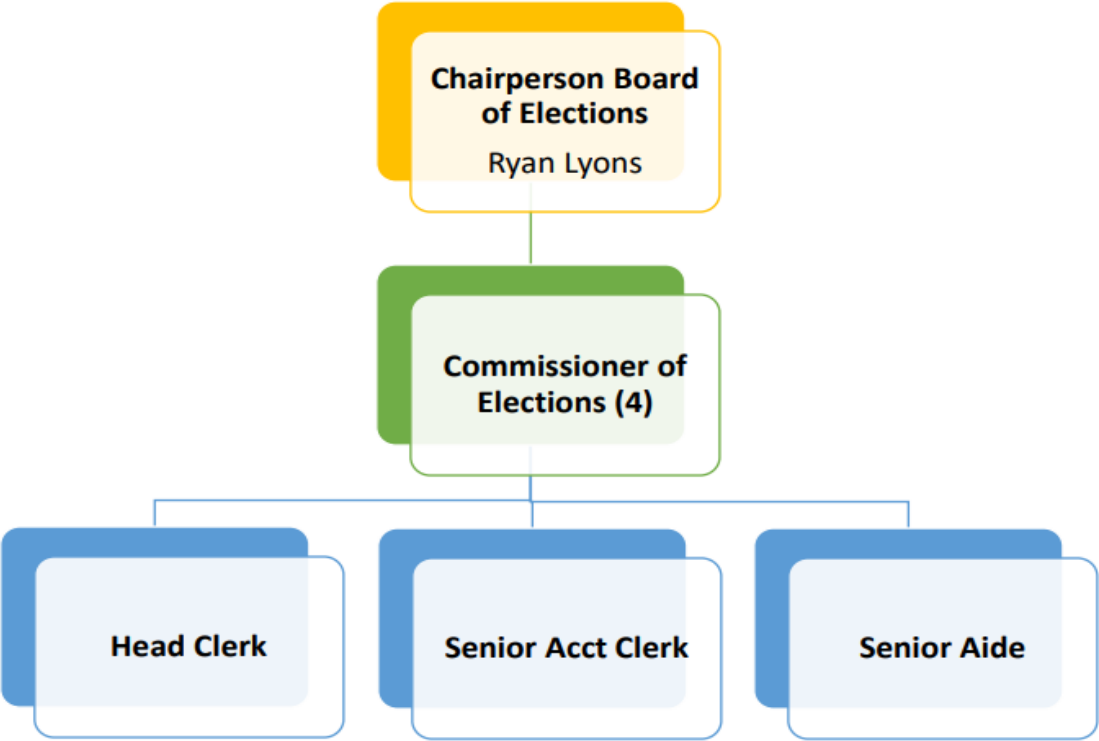 Chairperson Board
of Elections
Ryan Lyons
Commissioner of
Elections (4)
Head Clerk
Senior Acct Clerk
Senior Aide